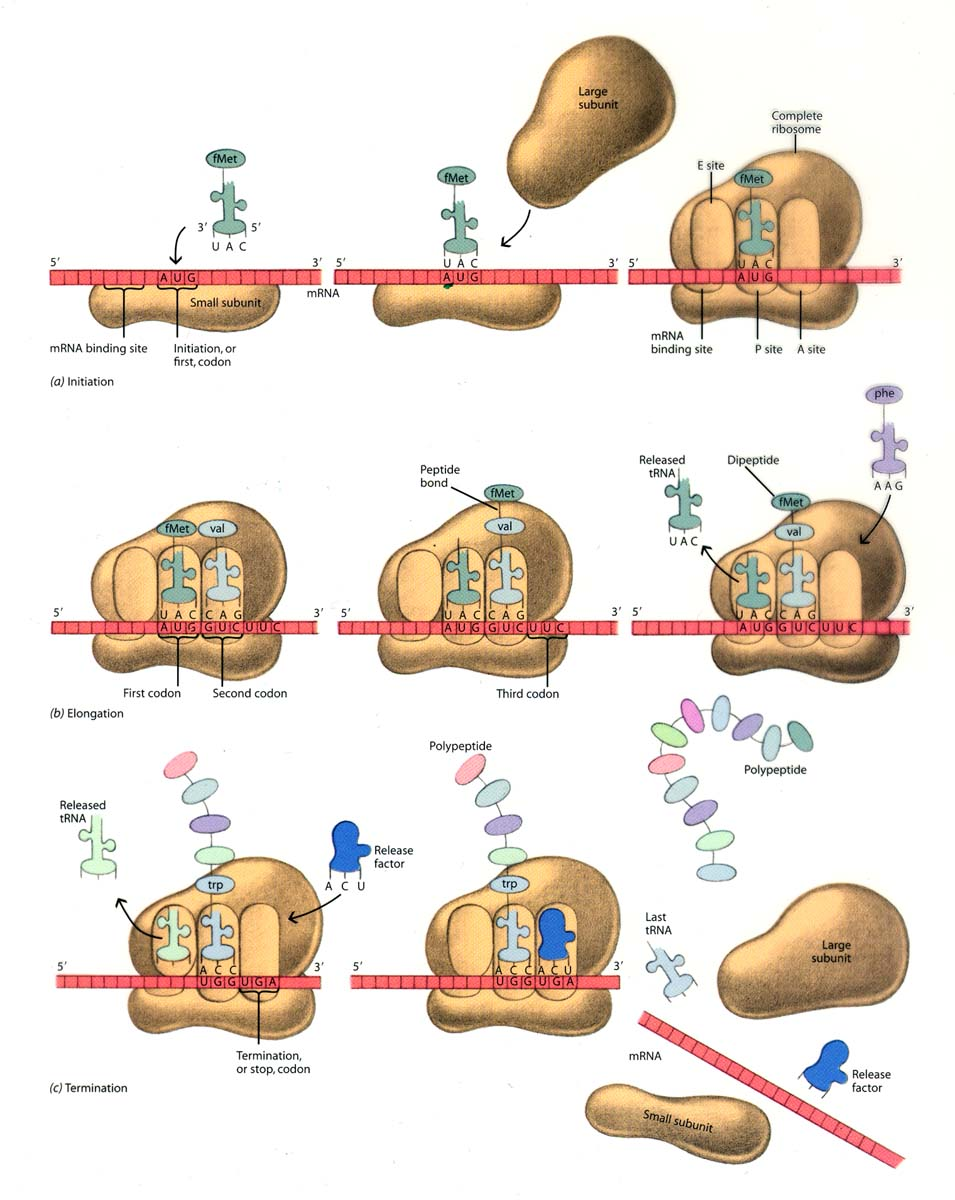 Large
subunit
Complete
ribosome
E site
fMet
fMet
fMet
3′ 5′
U A C
U A C
U A C
5′ 3′
5′ 3′
5′ 3′
A U G
A U G
A U G
mRNA
Small subunit
mRNA binding site
Initiation, or
first, codon
mRNA
binding site
P site
A site
(a) Initiation
phe
Peptide
bond
fMet
Released
tRNA
Dipeptide
A A G
fMet
fMet val
val
val
U A C
U A C C A G
U A C C A G
U A C C A G
5′ 3′
5′ 3′
5′ 3′
A U G G U C U U C
A U G G U C U U C
A U G G U C U U C
First codon
Second codon
Third codon
(b) Elongation
Polypeptide
Polypeptide
Released
tRNA
Release
factor
A C U
trp
trp
A C C
A C C A C U
5′ 3′
5′ 3′
U G G U G A
U G G U G A
Termination,
or stop, codon
Last
tRNA
Large
subunit
mRNA
Release
factor
Small subunit
(c) Termination